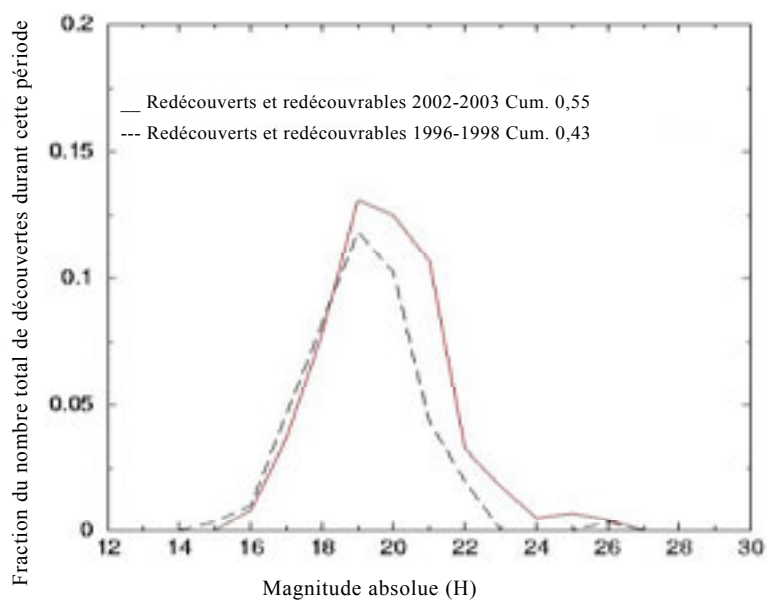 Fraction du nombre total de découvertes durant cette période
0.2
__ Redécouverts et redécouvrables 2002-2003 Cum. 0,55
--- Redécouverts et redécouvrables 1996-1998 Cum. 0,43
0.15
0.1
0.05
0
12 14 16 18 20 22 24 26 28 30
Magnitude absolue (H)